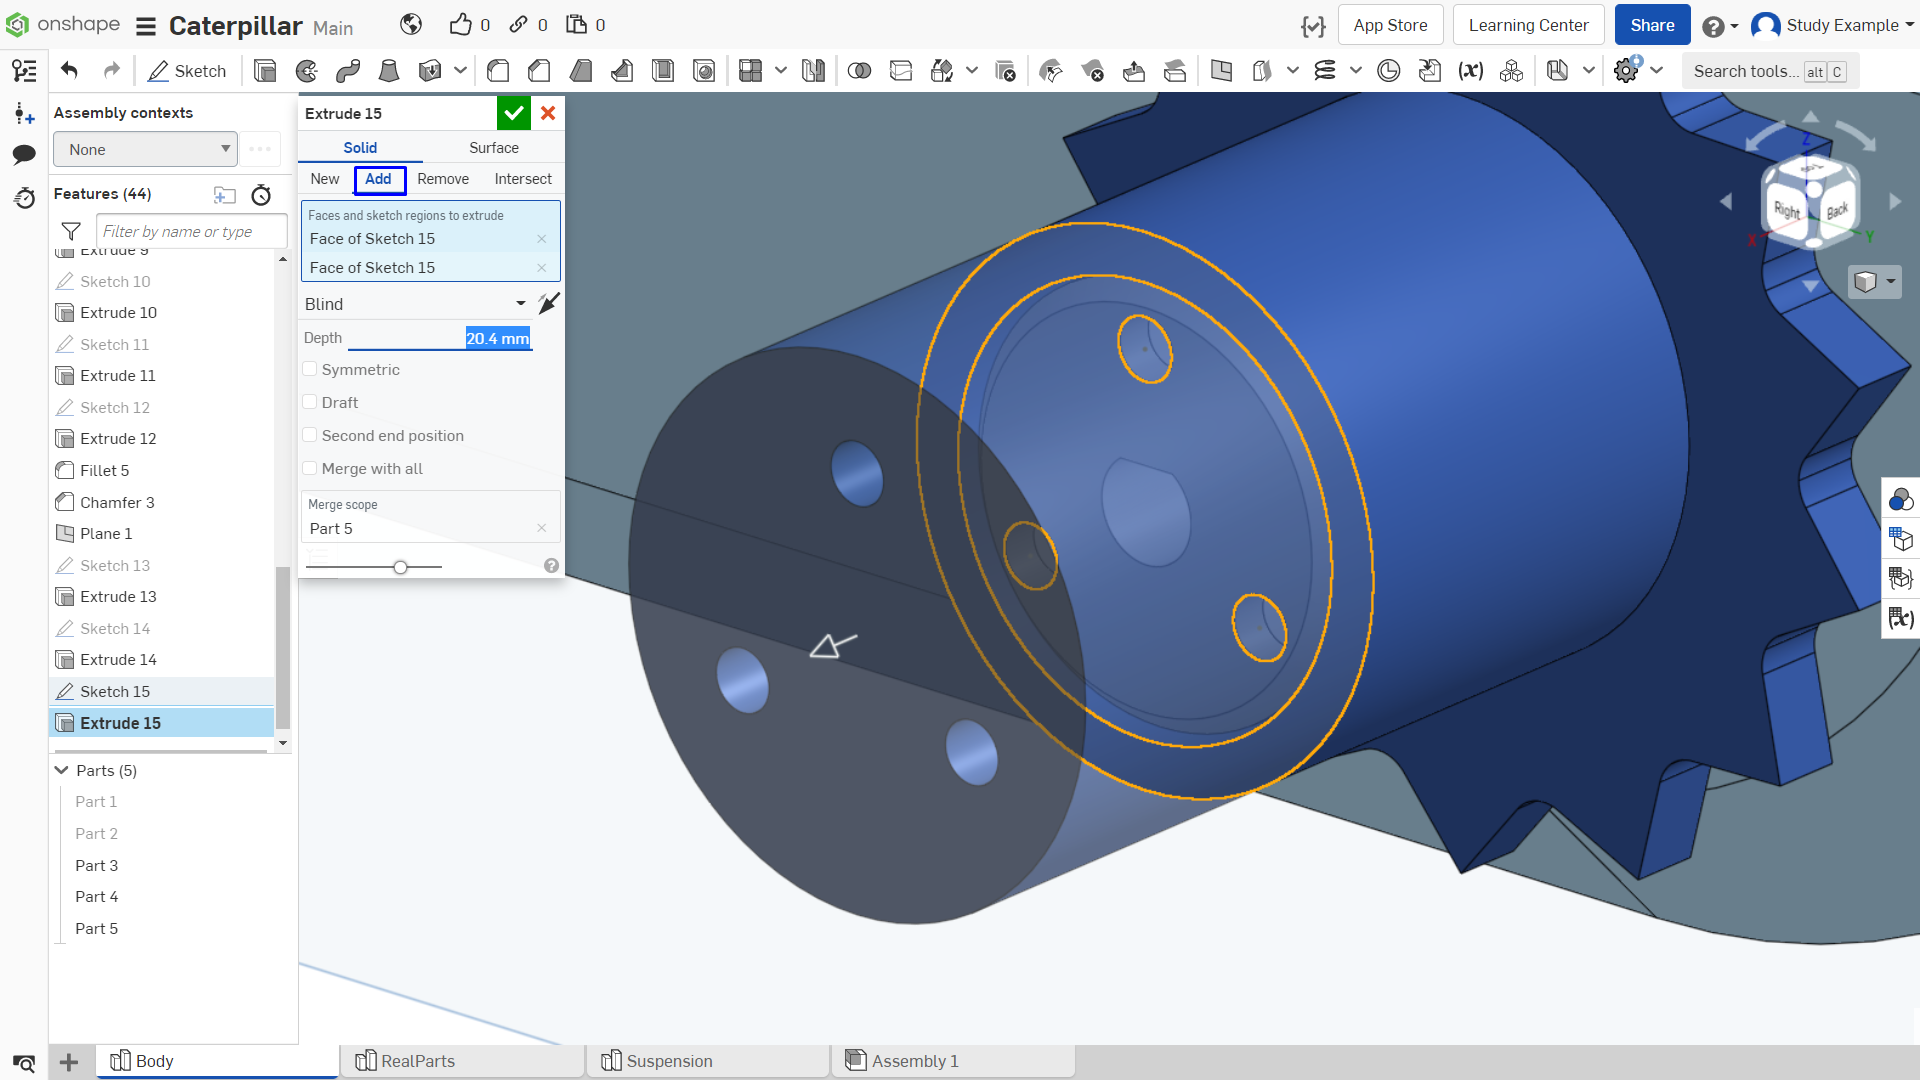 onshape Caterpillar Main 0 0 0 App Store Learning Center Share Study Example
Sketch Search tools... alt C
Assembly contexts
None
Features (44)
Filter by name or type
Extrude 9
Sketch 10
Extrude 10
Sketch 11
Extrude 11
Sketch 12
Extrude 12
Fillet 5
Chamfer 3
Plane 1
Sketch 13
Extrude 13
Sketch 14
Extrude 14
Sketch 15
Extrude 15
Parts (5)
Part 1
Part 2
Part 3
Part 4
Part 5
Extrude 15
Solid Surface
New Add Remove Intersect
Faces and sketch regions to extrude
Face of Sketch 15
Face of Sketch 15
Blind
Depth 20.4 mm
Symmetric
Draft
Second end position
Merge with all
Merge scope
Part 5
Z
Right Back
X Y
Body RealParts Suspension Assembly 1